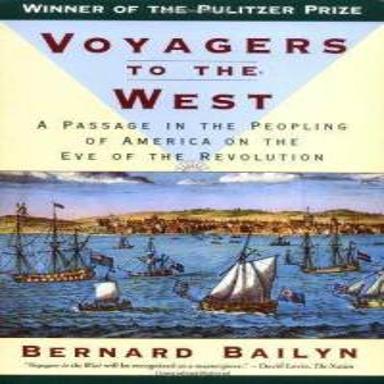 WINNER OF THE PULITZER PRIZE
VOYAGERS
TO THE
WEST
A PASSAGE IN THE PEOPLING
OF AMERICA ON THE
EVE OF THE REVOLUTION
BERNARD BAILYN
"Voyagers to the West will be recognized as a masterpiece." — David Levin, The Nation